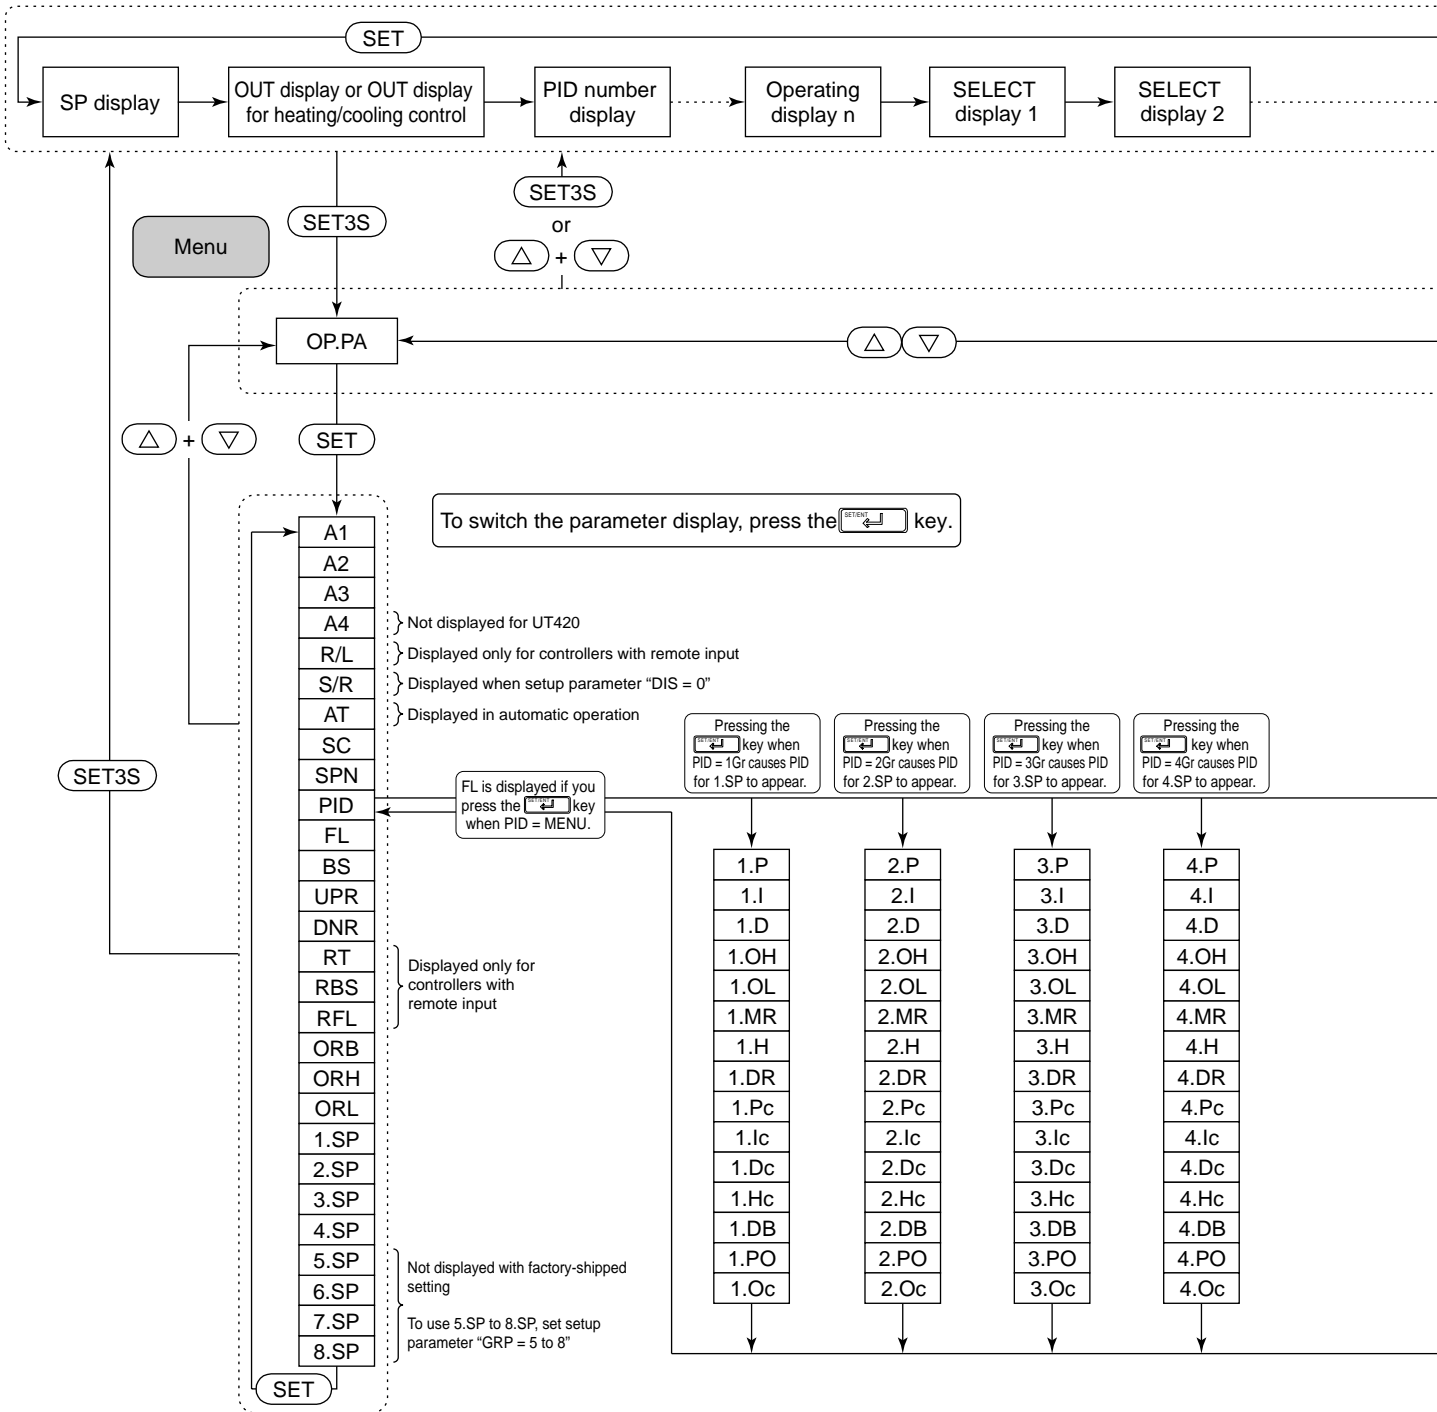 SET
SP display
OUT display or OUT display
for heating/cooling control
PID number
display
Operating
display n
SELECT
display 1
SELECT
display 2
SET3S
or
+
SET3S
Menu
OP.PA
+
SET
To switch the parameter display, press the SET/ENT key.
A1
A2
A3
A4
Not displayed for UT420
R/L
Displayed only for controllers with remote input
S/R
Displayed when setup parameter “DIS = 0”
AT
Displayed in automatic operation
SC
SPN
PID
FL
BS
UPR
DNR
RT
RBS
RFL
Displayed only for
controllers with
remote input
ORB
ORH
ORL
1.SP
2.SP
3.SP
4.SP
5.SP
6.SP
7.SP
8.SP
Not displayed with factory-shipped
setting
To use 5.SP to 8.SP, set setup
parameter “GRP = 5 to 8”
SET
SET3S
FL is displayed if you
press the SET/ENT key
when PID = MENU.
Pressing the
SET/ENT key when
PID = 1Gr causes PID
for 1.SP to appear.
1.P
1.I
1.D
1.OH
1.OL
1.MR
1.H
1.DR
1.Pc
1.Ic
1.Dc
1.Hc
1.DB
1.PO
1.Oc
Pressing the
SET/ENT key when
PID = 2Gr causes PID
for 2.SP to appear.
2.P
2.I
2.D
2.OH
2.OL
2.MR
2.H
2.DR
2.Pc
2.Ic
2.Dc
2.Hc
2.DB
2.PO
2.Oc
Pressing the
SET/ENT key when
PID = 3Gr causes PID
for 3.SP to appear.
3.P
3.I
3.D
3.OH
3.OL
3.MR
3.H
3.DR
3.Pc
3.Ic
3.Dc
3.Hc
3.DB
3.PO
3.Oc
Pressing the
SET/ENT key when
PID = 4Gr causes PID
for 4.SP to appear.
4.P
4.I
4.D
4.OH
4.OL
4.MR
4.H
4.DR
4.Pc
4.Ic
4.Dc
4.Hc
4.DB
4.PO
4.Oc